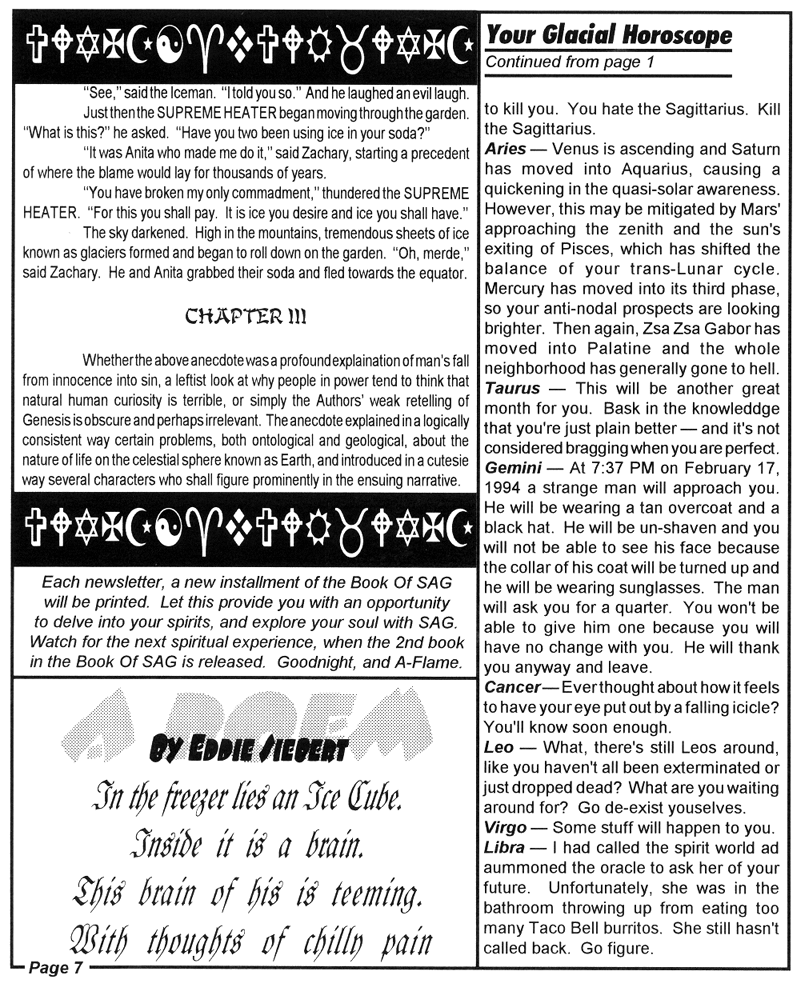 "See," said the Iceman. "I told you so." And he laughed an evil laugh.
Just then the SUPREME HEATER began moving through the garden.
"What is this?" he asked. "Have you two been using ice in your soda?"
"It was Anita who made me do it," said Zachary, starting a precedent
of where the blame would lay for thousands of years.
"You have broken my only commadment," thundered the SUPREME
HEATER. "For this you shall pay. It is ice you desire and ice you shall have."
The sky darkened. High in the mountains, tremendous sheets of ice
known as glaciers formed and began to roll down on the garden. "Oh, merde,"
said Zachary. He and Anita grabbed their soda and fled towards the equator.
CHAPTER III
Whether the above anecdote was a profound explaination of man's fall
from innocence into sin, a leftist look at why people in power tend to think that
natural human curiosity is terrible, or simply the Authors' weak retelling of
Genesis is obscure and perhaps irrelevant. The anecdote explained in a logically
consistent way certain problems, both ontological and geological, about the
nature of life on the celestial sphere known as Earth, and introduced in a cutesie
way several characters who shall figure prominently in the ensuing narrative.
Each newsletter, a new installment of the Book Of SAG
will be printed. Let this provide you with an opportunity
to delve into your spirits, and explore your soul with SAG.
Watch for the next spiritual experience, when the 2nd book
in the Book Of SAG is released. Goodnight, and A-Flame.
A POEM
By Eddie Siebert
In the freezer lies an Ice Cube.
Inside it is a brain.
This brain of his is teeming.
With thoughts of chilly pain
Page 7
Your Glacial Horoscope
Continued from page 1
to kill you. You hate the Sagittarius. Kill
the Sagittarius.
Aries — Venus is ascending and Saturn
has moved into Aquarius, causing a
quickening in the quasi-solar awareness.
However, this may be mitigated by Mars'
approaching the zenith and the sun's
exiting of Pisces, which has shifted the
balance of your trans-Lunar cycle.
Mercury has moved into its third phase,
so your anti-nodal prospects are looking
brighter. Then again, Zsa Zsa Gabor has
moved into Palatine and the whole
neighborhood has generally gone to hell.
Taurus — This will be another great
month for you. Bask in the knowleddge
that you're just plain better — and it's not
considered bragging when you are perfect.
Gemini — At 7:37 PM on February 17,
1994 a strange man will approach you.
He will be wearing a tan overcoat and a
black hat. He will be un-shaven and you
will not be able to see his face because
the collar of his coat will be turned up and
he will be wearing sunglasses. The man
will ask you for a quarter. You won't be
able to give him one because you will
have no change with you. He will thank
you anyway and leave.
Cancer — Ever thought about how it feels
to have your eye put out by a falling icicle?
You'll know soon enough.
Leo — What, there's still Leos around,
like you haven't all been exterminated or
just dropped dead? What are you waiting
around for? Go de-exist youselves.
Virgo — Some stuff will happen to you.
Libra — I had called the spirit world ad
aummoned the oracle to ask her of your
future. Unfortunately, she was in the
bathroom throwing up from eating too
many Taco Bell burritos. She still hasn't
called back. Go figure.